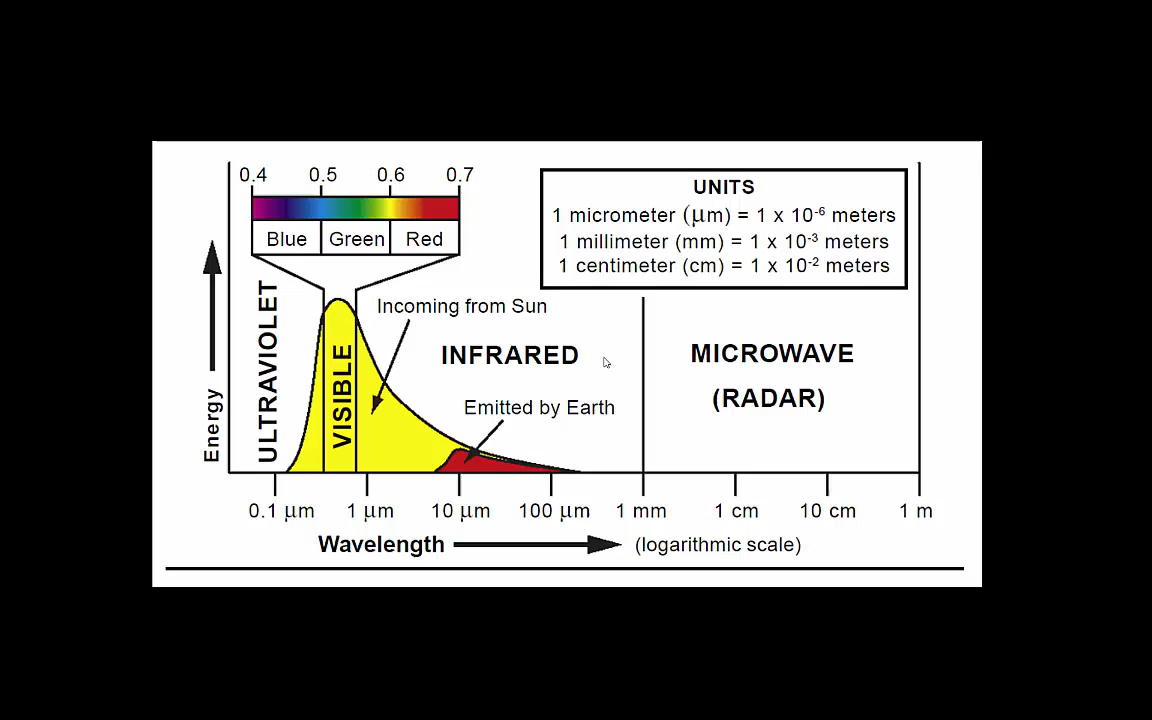 0.4 0.5 0.6 0.7
Blue Green Red
UNITS
1 micrometer (μm) = 1 x 10⁻⁶ meters
1 millimeter (mm) = 1 x 10⁻³ meters
1 centimeter (cm) = 1 x 10⁻² meters
Energy
ULTRAVIOLET
VISIBLE
Incoming from Sun
INFRARED
Emitted by Earth
MICROWAVE
(RADAR)
0.1 μm 1 μm 10 μm 100 μm 1 mm 1 cm 10 cm 1 m
Wavelength (logarithmic scale)